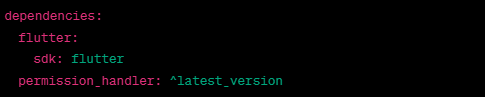 dependencies:
  flutter:
    sdk: flutter
  permission_handler: ^latest_version